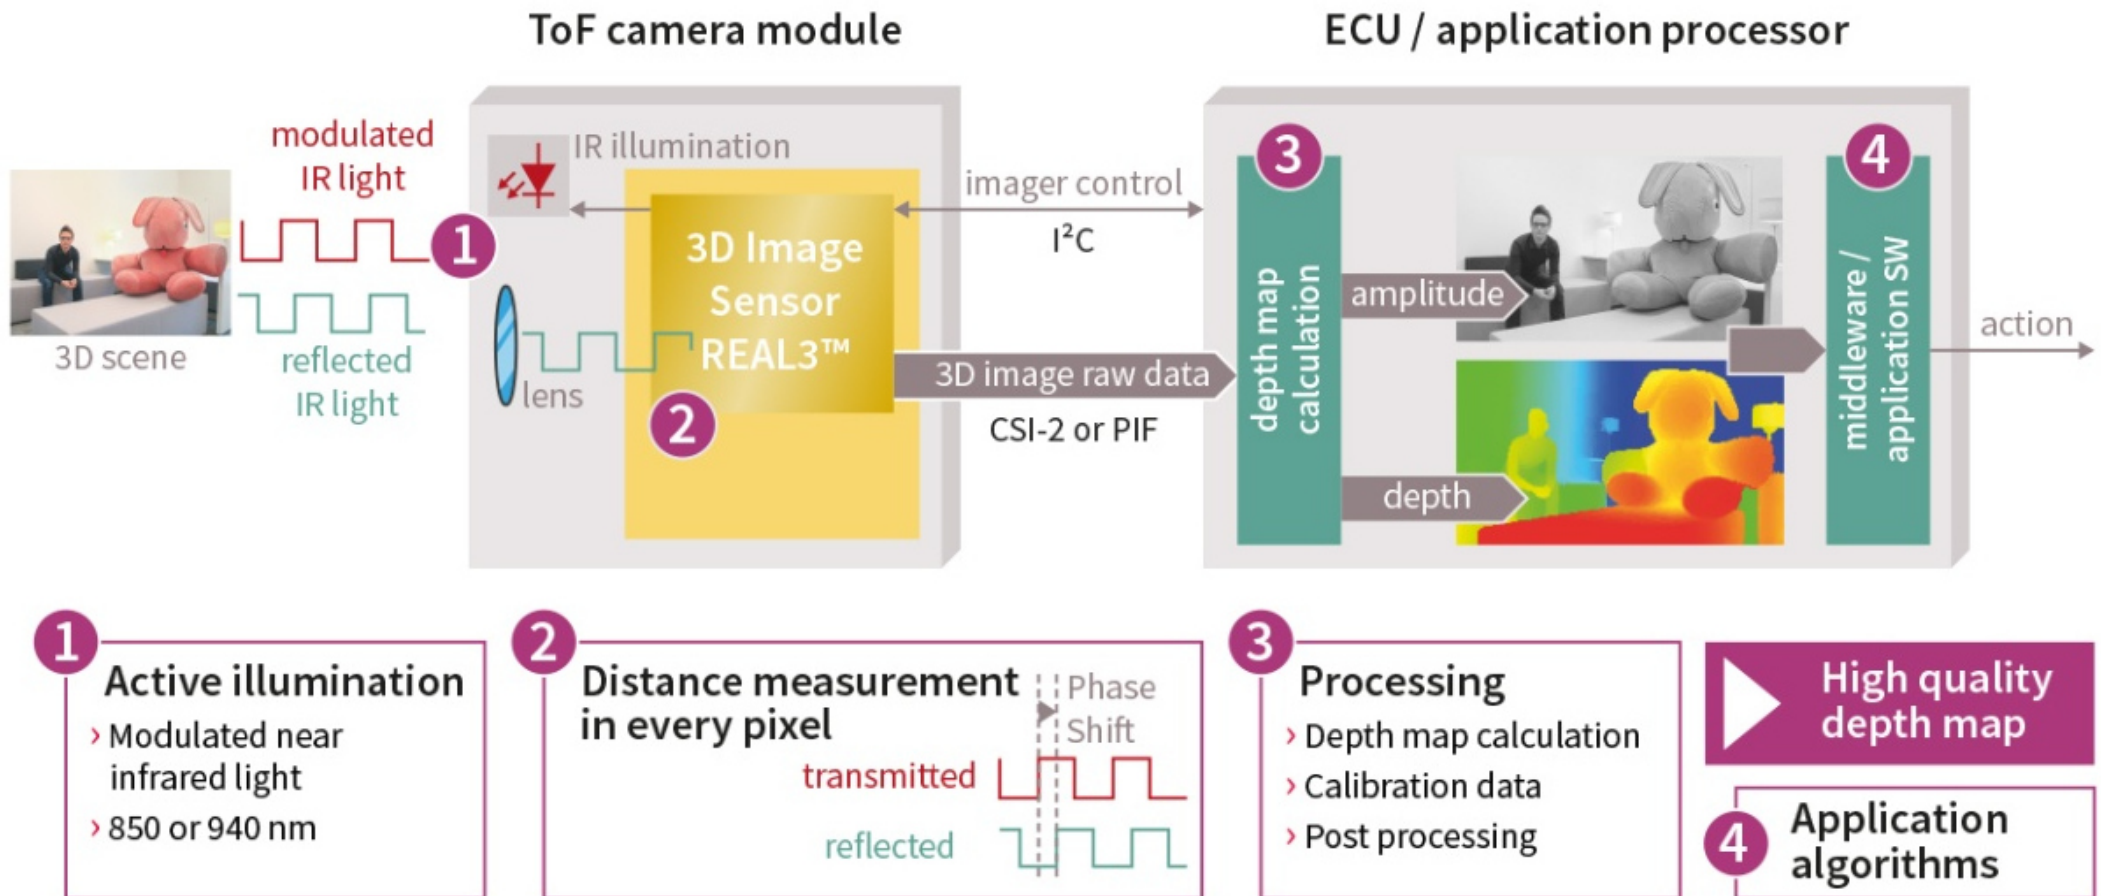 ToF camera module
ECU / application processor
modulated
IR light
1
reflected
IR light
3D scene
IR illumination
lens
3D Image
Sensor
REAL3™
2
imager control
I²C
3D image raw data
CSI-2 or PIF
3
depth map
calculation
amplitude
depth
4
middleware /
application SW
action
1
Active illumination
› Modulated near
infrared light
› 850 or 940 nm
2
Distance measurement
in every pixel
Phase
Shift
transmitted
reflected
3
Processing
› Depth map calculation
› Calibration data
› Post processing
High quality
depth map
4
Application
algorithms